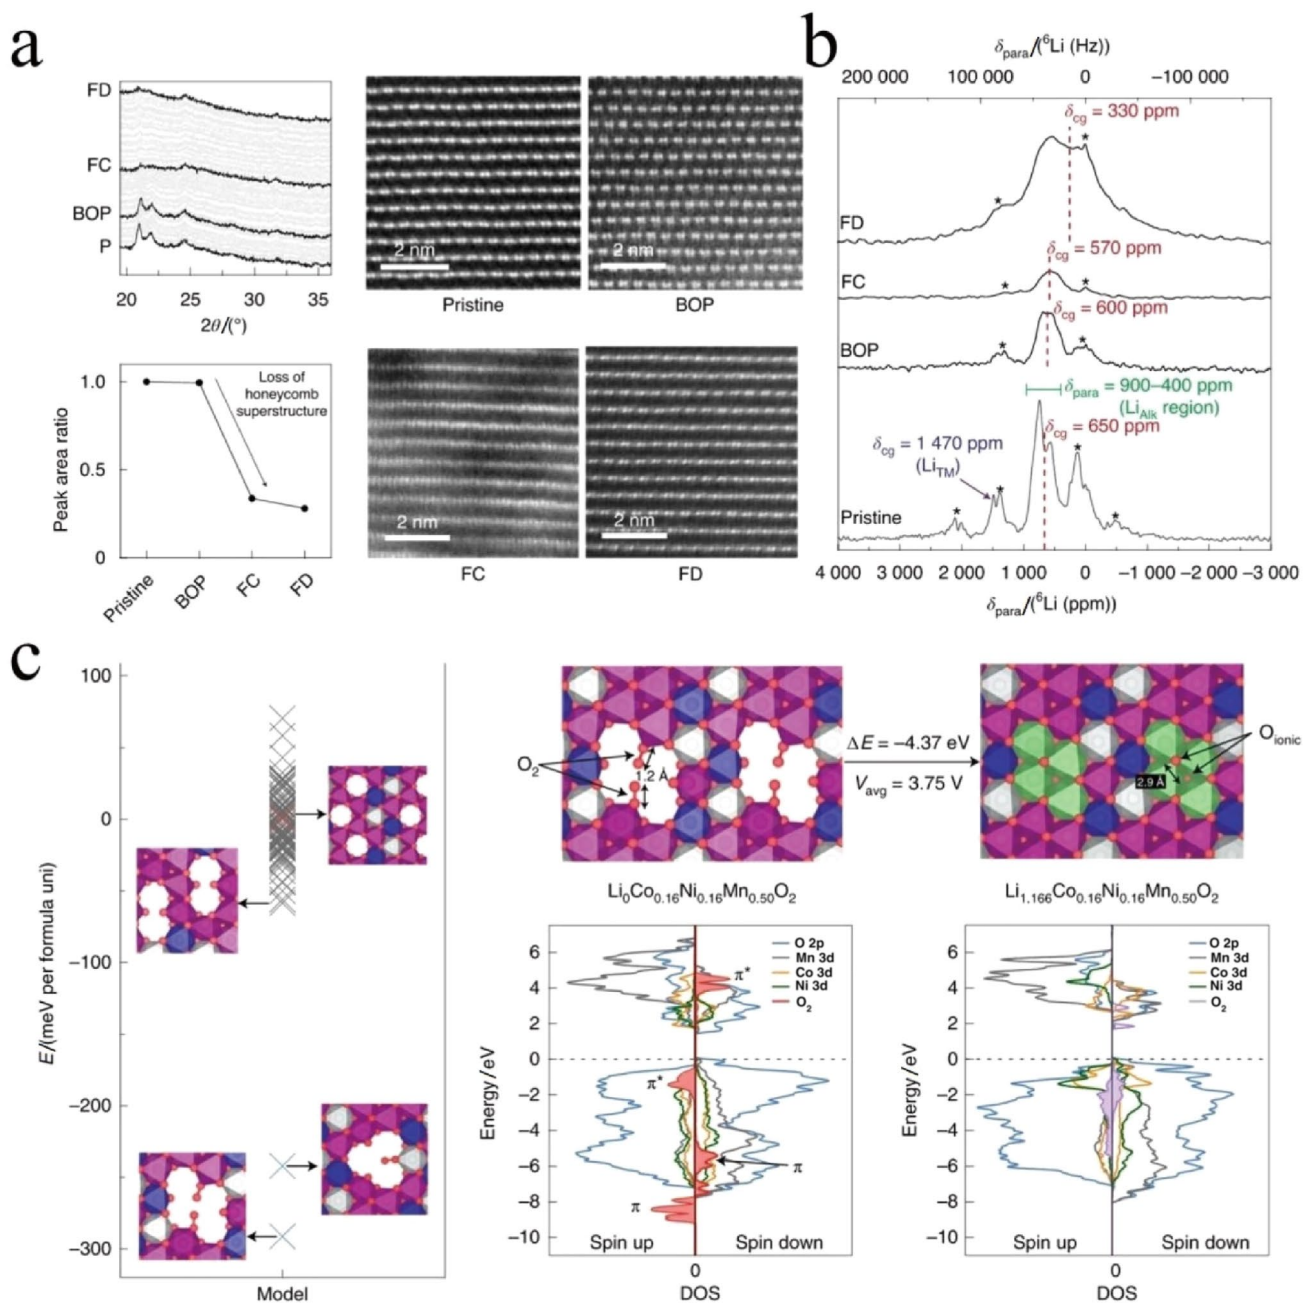 a
FD
FC
BOP
P
20 25 30 35
2θ/(°)
2 nm
Pristine
2 nm
BOP
1.0
0.5
0
Peak area ratio
Loss of
honeycomb
superstructure
Pristine
BOP
FC
FD
2 nm
FC
2 nm
FD
b
δpara/(⁶Li (Hz))
200 000 100 000 0 −100 000
δcg = 330 ppm
* *
FD
δcg = 570 ppm
* *
FC
δcg = 600 ppm
* *
BOP
δpara = 900–400 ppm
(LiAlk region)
δcg = 650 ppm
δcg = 1 470 ppm
(LiTM)
* * * *
Pristine
4 000 3 000 2 000 1 000 0 −1 000 −2 000 −3 000
δpara/(⁶Li (ppm))
c
100
0
−100
−200
−300
E/(meV per formula uni)
Model
O₂
1.2 Å
ΔE = −4.37 eV
Vavg = 3.75 V
2.9 Å
Oionic
Li₀Co₀.₁₆Ni₀.₁₆Mn₀.₅₀O₂
Li₁.₁₆₆Co₀.₁₆Ni₀.₁₆Mn₀.₅₀O₂
6
4
2
0
−2
−4
−6
−8
−10
Energy/eV
O 2p
Mn 3d
Co 3d
Ni 3d
O₂
π*
π*
π
π
Spin up Spin down
0
DOS
6
4
2
0
−2
−4
−6
−8
−10
Energy/eV
O 2p
Mn 3d
Co 3d
Ni 3d
O₂
Spin up Spin down
0
DOS